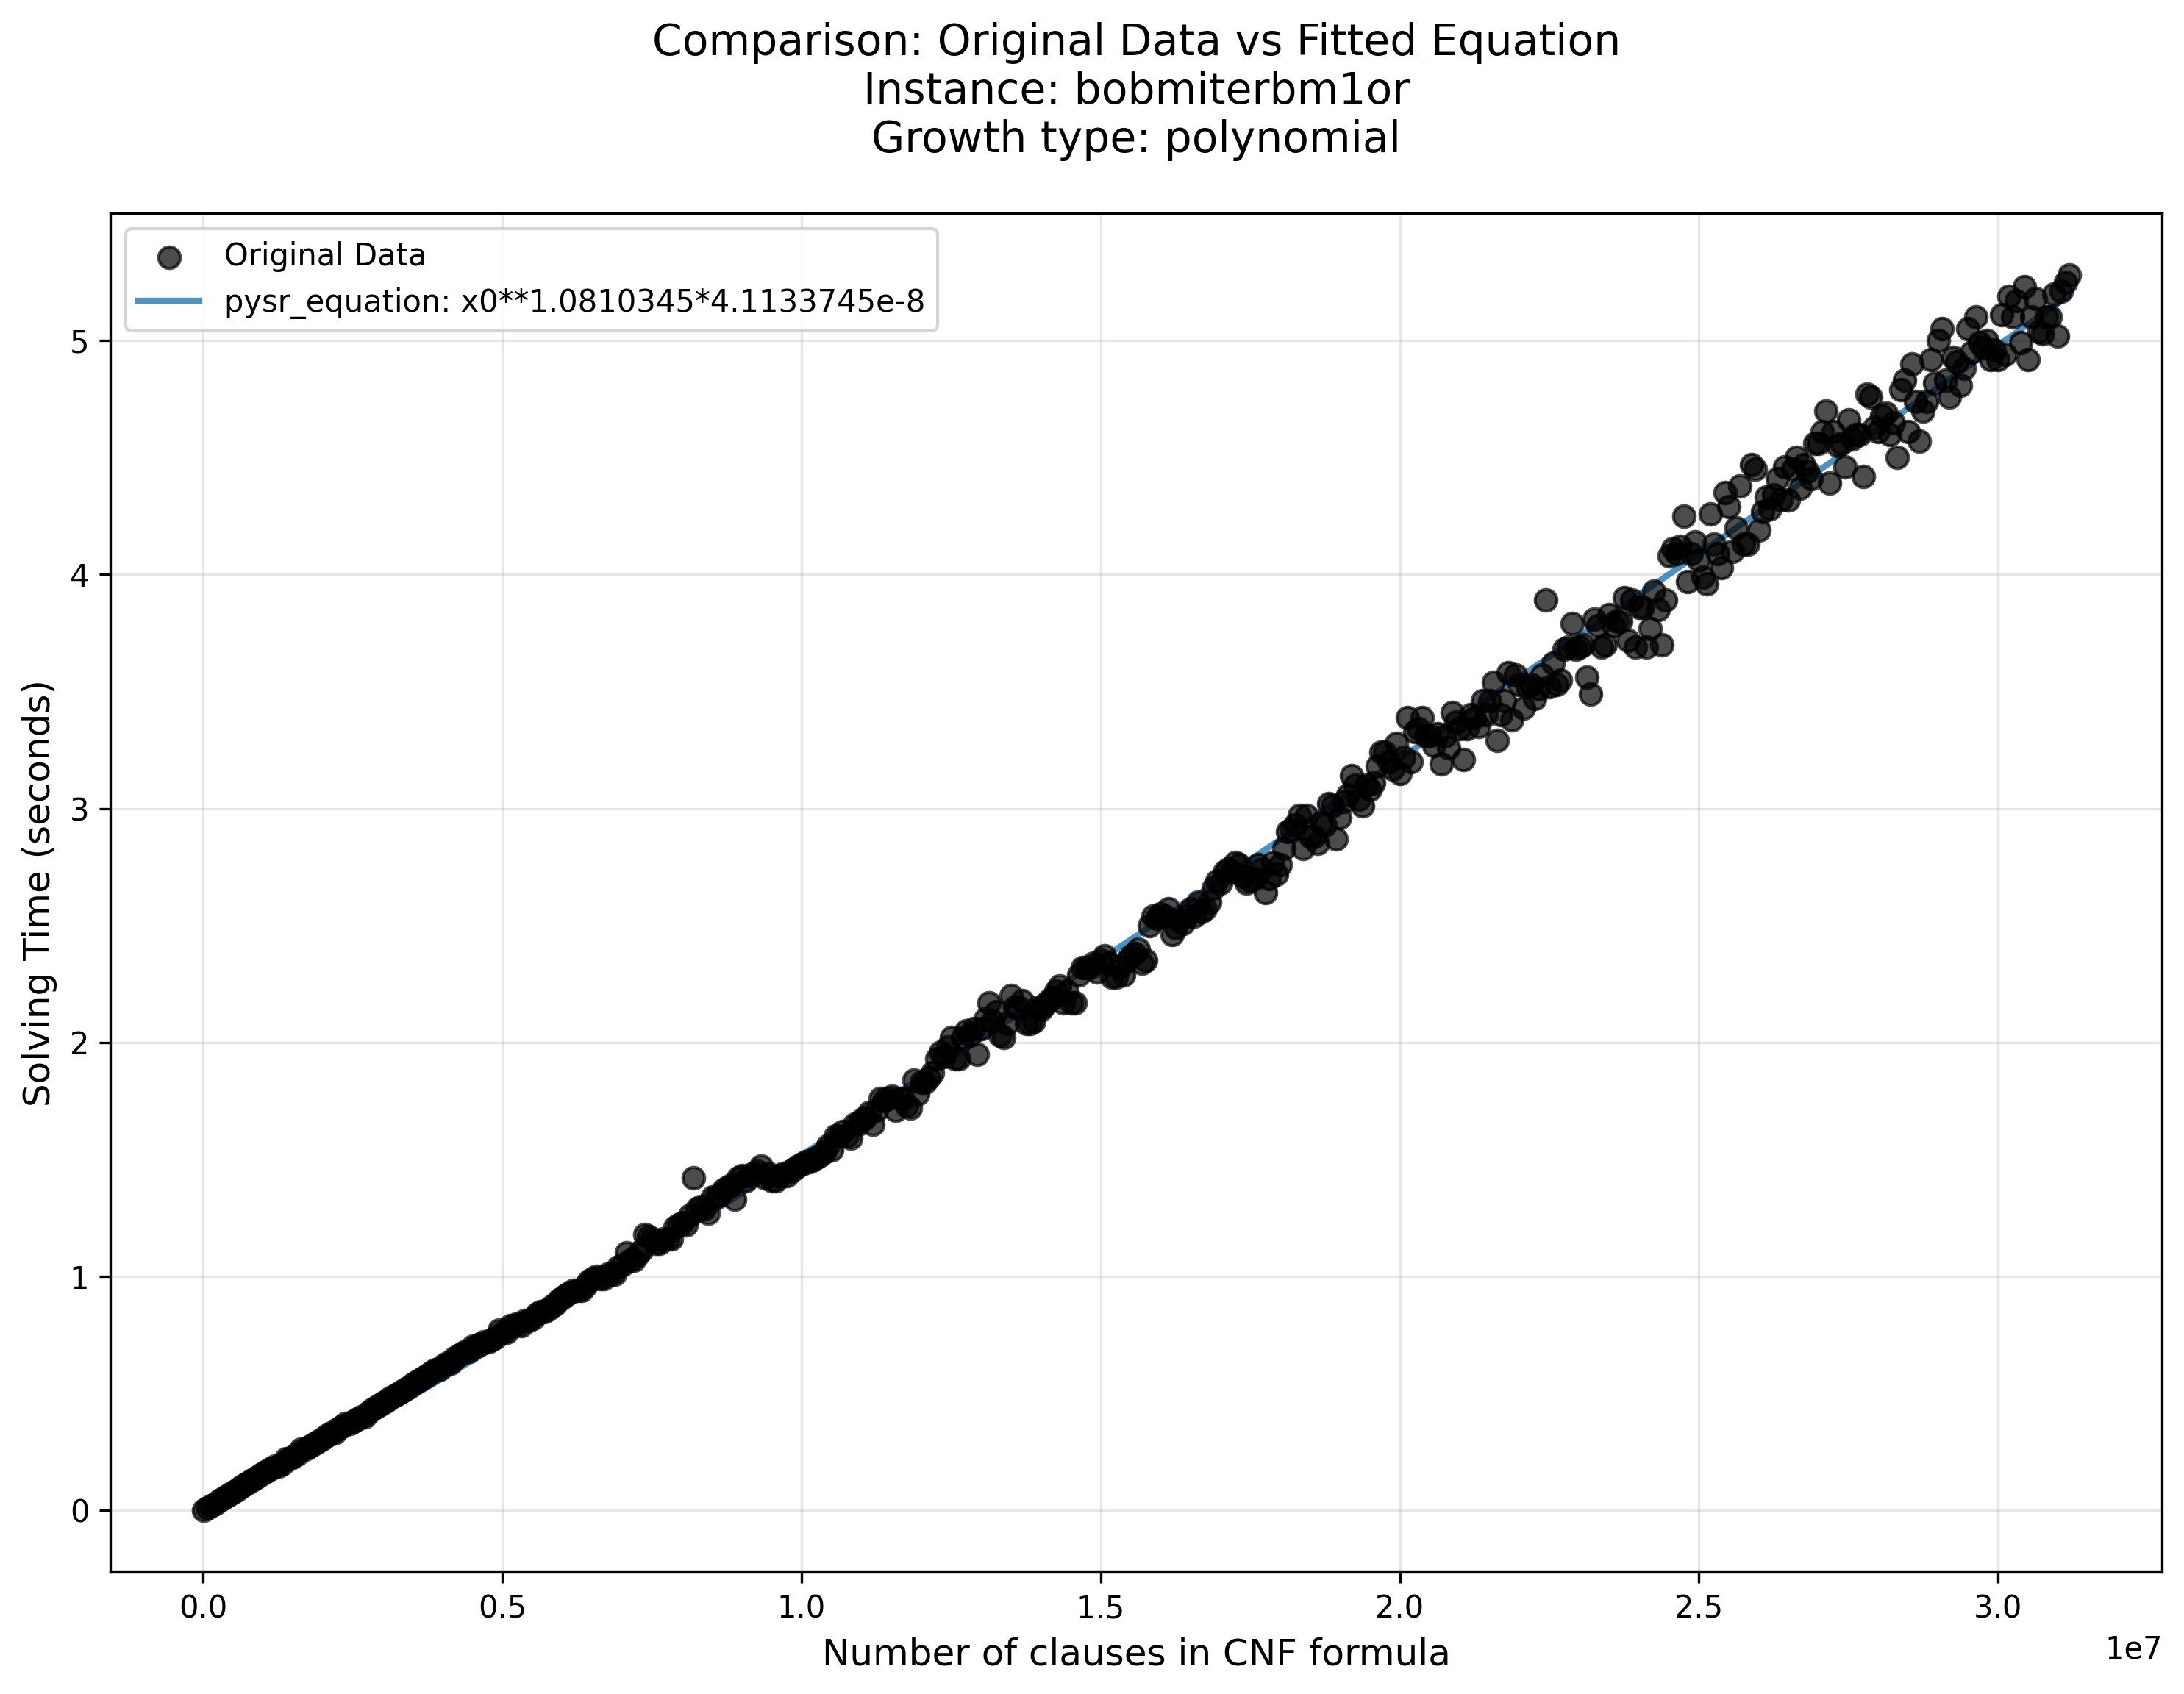 Comparison: Original Data vs Fitted Equation
Instance: bobmiterbm1or
Growth type: polynomial
Original Data
pysr_equation: x0**1.0810345*4.1133745e-8
Solving Time (seconds)
5
4
3
2
1
0
0.0 0.5 1.0 1.5 2.0 2.5 3.0
1e7
Number of clauses in CNF formula